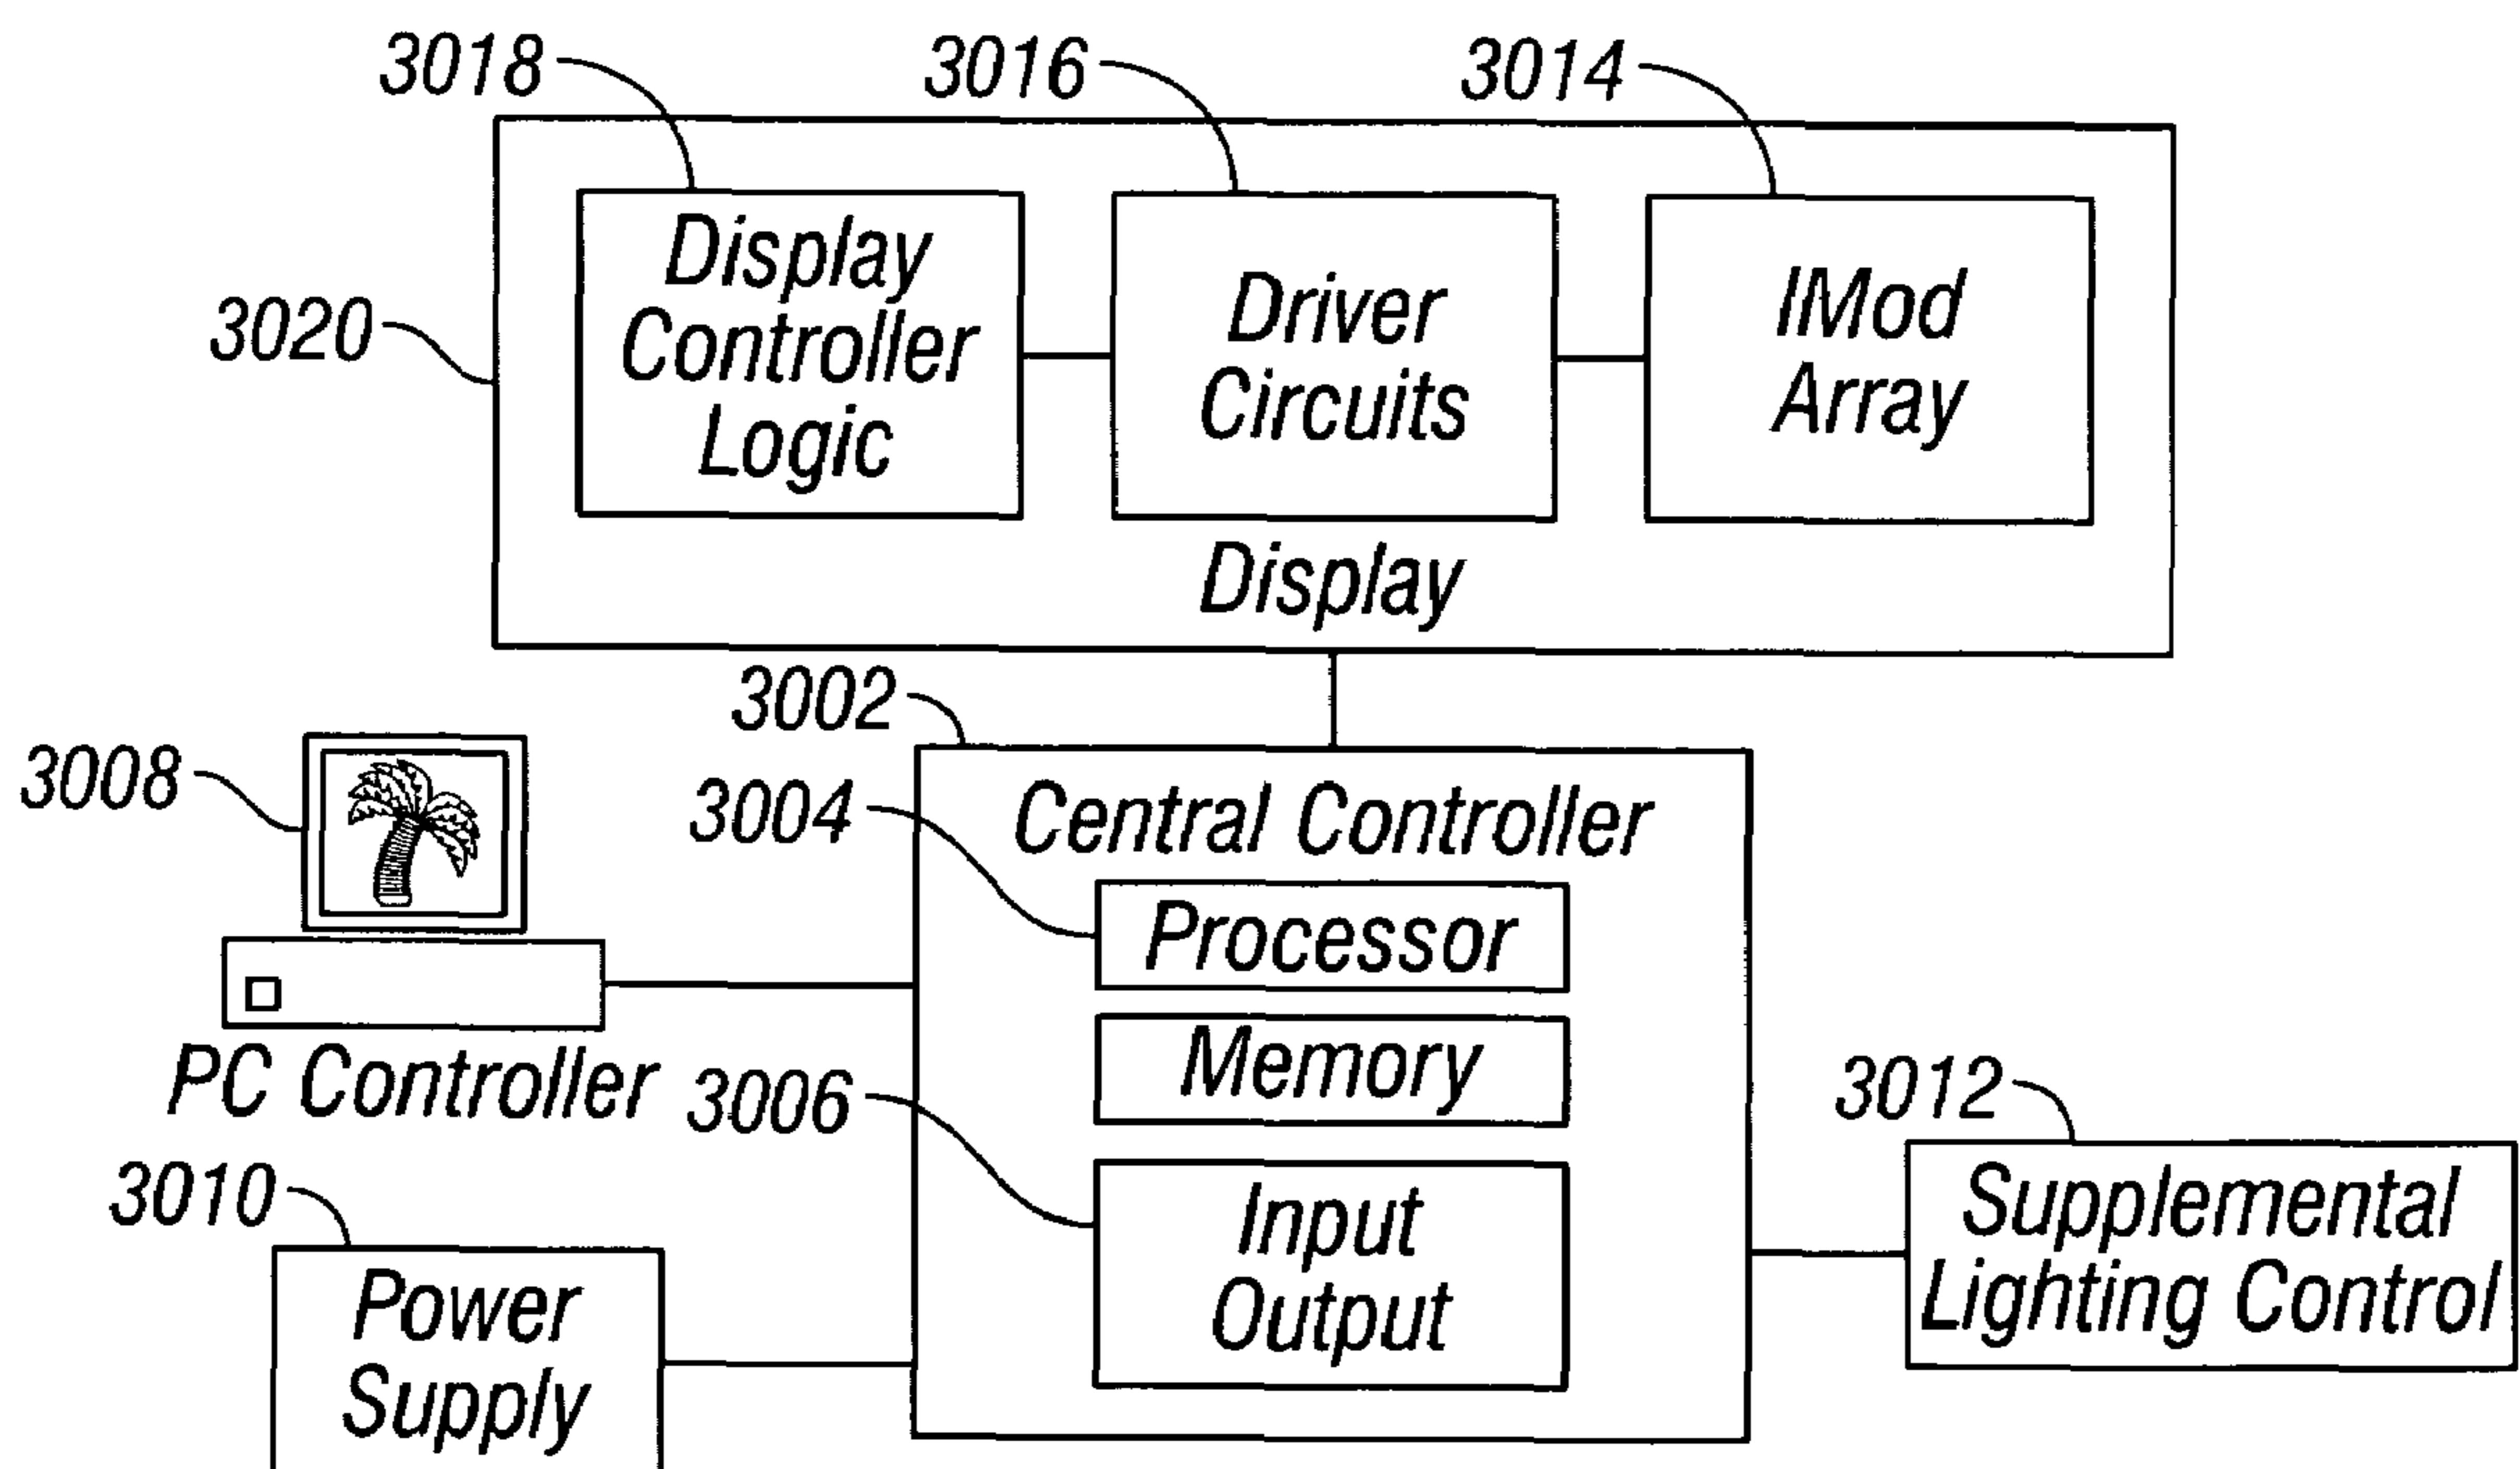 3018
3016
3014
3020
Display
Controller
Logic
Driver
Circuits
IMod
Array
Display
3002
3008
3004
Central Controller
Processor
Memory
PC Controller
3006
3012
3010
Input
Output
Supplemental
Lighting Control
Power
Supply